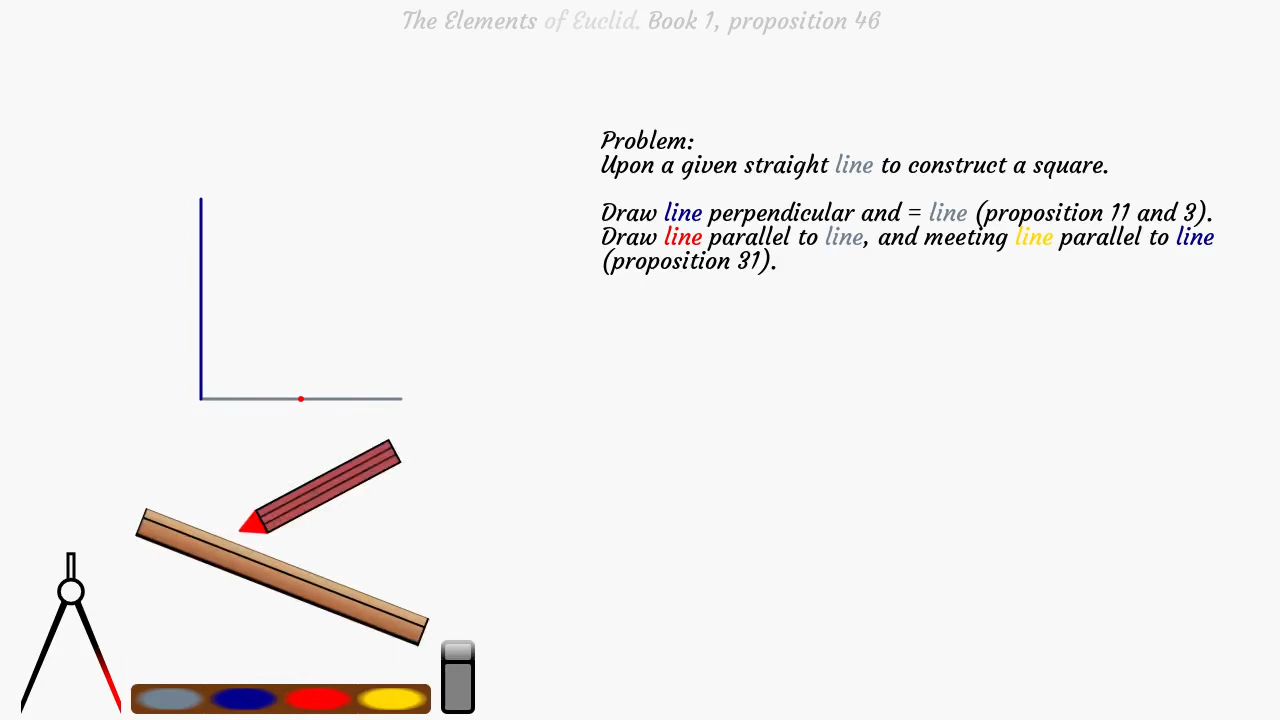 The Elements of Euclid. Book 1, proposition 46
Problem:
Upon a given straight line to construct a square.
Draw line perpendicular and = line (proposition 11 and 3).
Draw line parallel to line, and meeting line parallel to line
(proposition 31).